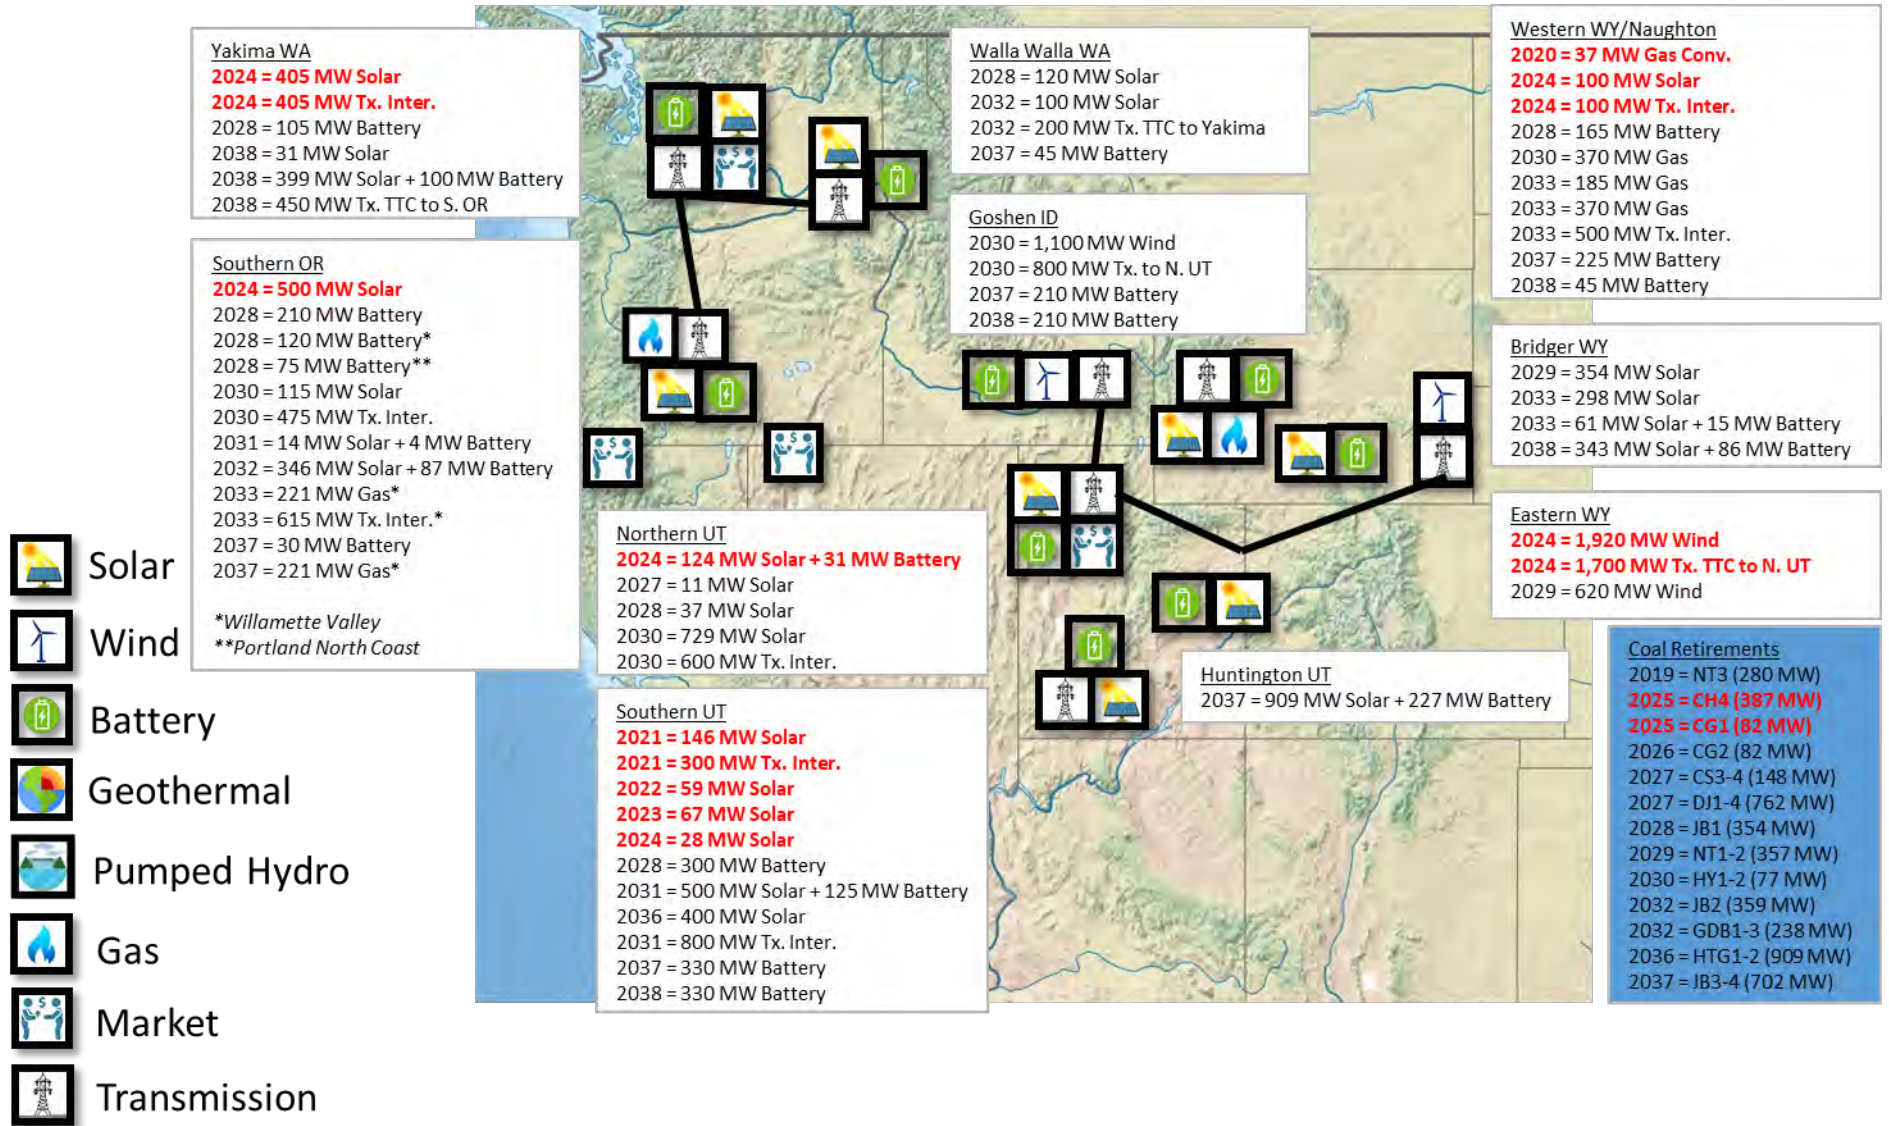 Yakima WA
2024 = 405 MW Solar
2024 = 405 MW Tx. Inter.
2028 = 105 MW Battery
2038 = 31 MW Solar
2038 = 399 MW Solar + 100 MW Battery
2038 = 450 MW Tx. TTC to S. OR
Walla Walla WA
2028 = 120 MW Solar
2032 = 100 MW Solar
2032 = 200 MW Tx. TTC to Yakima
2037 = 45 MW Battery
Western WY/Naughton
2020 = 37 MW Gas Conv.
2024 = 100 MW Solar
2024 = 100 MW Tx. Inter.
2028 = 165 MW Battery
2030 = 370 MW Gas
2033 = 185 MW Gas
2033 = 370 MW Gas
2033 = 500 MW Tx. Inter.
2037 = 225 MW Battery
2038 = 45 MW Battery
Goshen ID
2030 = 1,100 MW Wind
2030 = 800 MW Tx. to N. UT
2037 = 210 MW Battery
2038 = 210 MW Battery
Southern OR
2024 = 500 MW Solar
2028 = 210 MW Battery
2028 = 120 MW Battery*
2028 = 75 MW Battery**
2030 = 115 MW Solar
2030 = 475 MW Tx. Inter.
2031 = 14 MW Solar + 4 MW Battery
2032 = 346 MW Solar + 87 MW Battery
2033 = 221 MW Gas*
2033 = 615 MW Tx. Inter.*
2037 = 30 MW Battery
2037 = 221 MW Gas*
*Willamette Valley
**Portland North Coast
Bridger WY
2029 = 354 MW Solar
2033 = 298 MW Solar
2033 = 61 MW Solar + 15 MW Battery
2038 = 343 MW Solar + 86 MW Battery
Eastern WY
2024 = 1,920 MW Wind
2024 = 1,700 MW Tx. TTC to N. UT
2029 = 620 MW Wind
Northern UT
2024 = 124 MW Solar + 31 MW Battery
2027 = 11 MW Solar
2028 = 37 MW Solar
2030 = 729 MW Solar
2030 = 600 MW Tx. Inter.
Huntington UT
2037 = 909 MW Solar + 227 MW Battery
Southern UT
2021 = 146 MW Solar
2021 = 300 MW Tx. Inter.
2022 = 59 MW Solar
2023 = 67 MW Solar
2024 = 28 MW Solar
2028 = 300 MW Battery
2031 = 500 MW Solar + 125 MW Battery
2036 = 400 MW Solar
2031 = 800 MW Tx. Inter.
2037 = 330 MW Battery
2038 = 330 MW Battery
Coal Retirements
2019 = NT3 (280 MW)
2025 = CH4 (387 MW)
2025 = CG1 (82 MW)
2026 = CG2 (82 MW)
2027 = CS3-4 (148 MW)
2027 = DJ1-4 (762 MW)
2028 = JB1 (354 MW)
2029 = NT1-2 (357 MW)
2030 = HY1-2 (77 MW)
2032 = JB2 (359 MW)
2032 = GDB1-3 (238 MW)
2036 = HTG1-2 (909 MW)
2037 = JB3-4 (702 MW)
Solar
Wind
Battery
Geothermal
Pumped Hydro
Gas
Market
Transmission